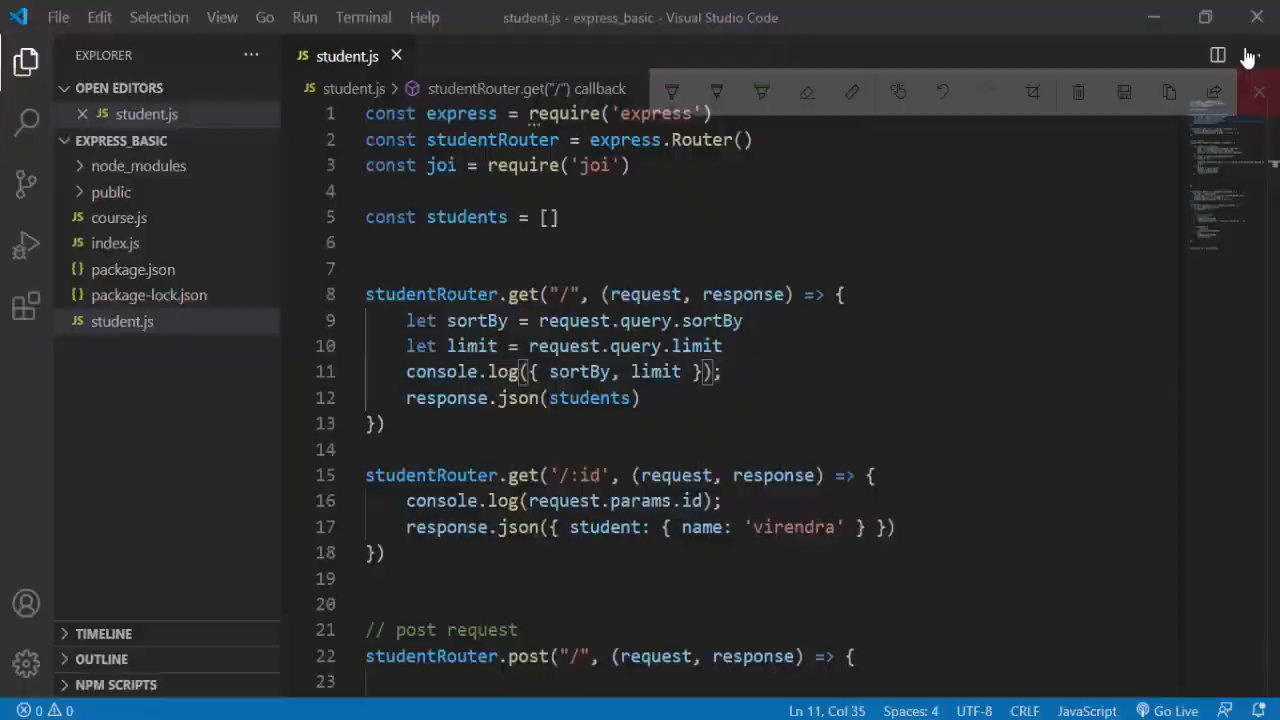 File Edit Selection View Go Run Terminal Help student.js - express_basic - Visual Studio Code
EXPLORER ...
JS student.js
OPEN EDITORS
JS student.js > studentRouter.get("/") callback
JS student.js
EXPRESS_BASIC
node_modules
public
JS course.js
JS index.js
{} package.json
{} package-lock.json
JS student.js
TIMELINE
OUTLINE
NPM SCRIPTS
1 const express = require('express')
2 const studentRouter = express.Router()
3 const joi = require('joi')
4
5 const students = []
6
7
8 studentRouter.get("/", (request, response) => {
9 let sortBy = request.query.sortBy
10 let limit = request.query.limit
11 console.log({ sortBy, limit });
12 response.json(students)
13 })
14
15 studentRouter.get('/:id', (request, response) => {
16 console.log(request.params.id);
17 response.json({ student: { name: 'virendra' } })
18 })
19
20
21 // post request
22 studentRouter.post("/", (request, response) => {
23
0 0 Ln 11, Col 35 Spaces: 4 UTF-8 CRLF JavaScript Go Live